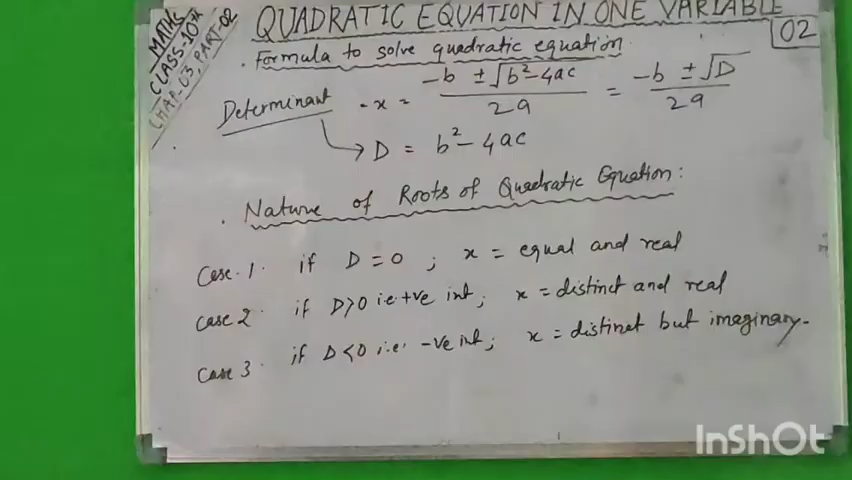 MATHS
CLASS-10th
CHAP-03, PART-02
QUADRATIC EQUATION IN ONE VARIABLE
02
. Formula to solve quadratic equation.
Determinant
- x = -b ±√b²-4ac / 2a = -b ±√D / 2a
D = b²-4ac
. Nature of Roots of Quadratic Equation:
Case.1. if D=0 ; x = equal and real
Case 2. if D>0 i.e +ve int; x = distinct and real
Case 3. if D<0 i.e. -ve int; x = distinct but imaginary.
InShOt